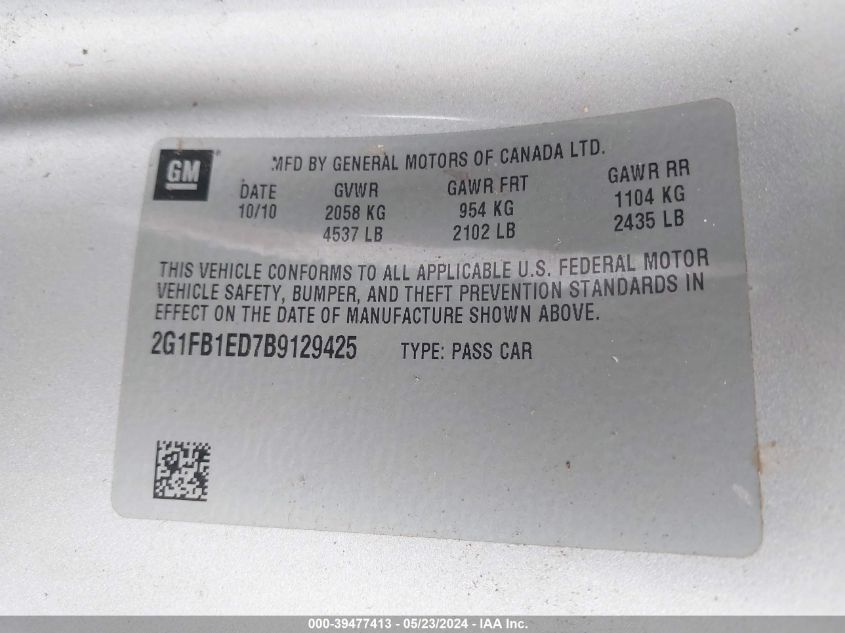 GM
MFD BY GENERAL MOTORS OF CANADA LTD.
DATE GVWR GAWR FRT GAWR RR
10/10 2058 KG 954 KG 1104 KG
4537 LB 2102 LB 2435 LB
THIS VEHICLE CONFORMS TO ALL APPLICABLE U.S. FEDERAL MOTOR
VEHICLE SAFETY, BUMPER, AND THEFT PREVENTION STANDARDS IN
EFFECT ON THE DATE OF MANUFACTURE SHOWN ABOVE.
2G1FB1ED7B9129425 TYPE: PASS CAR
000-39477413 - 05/23/2024 - IAA Inc.